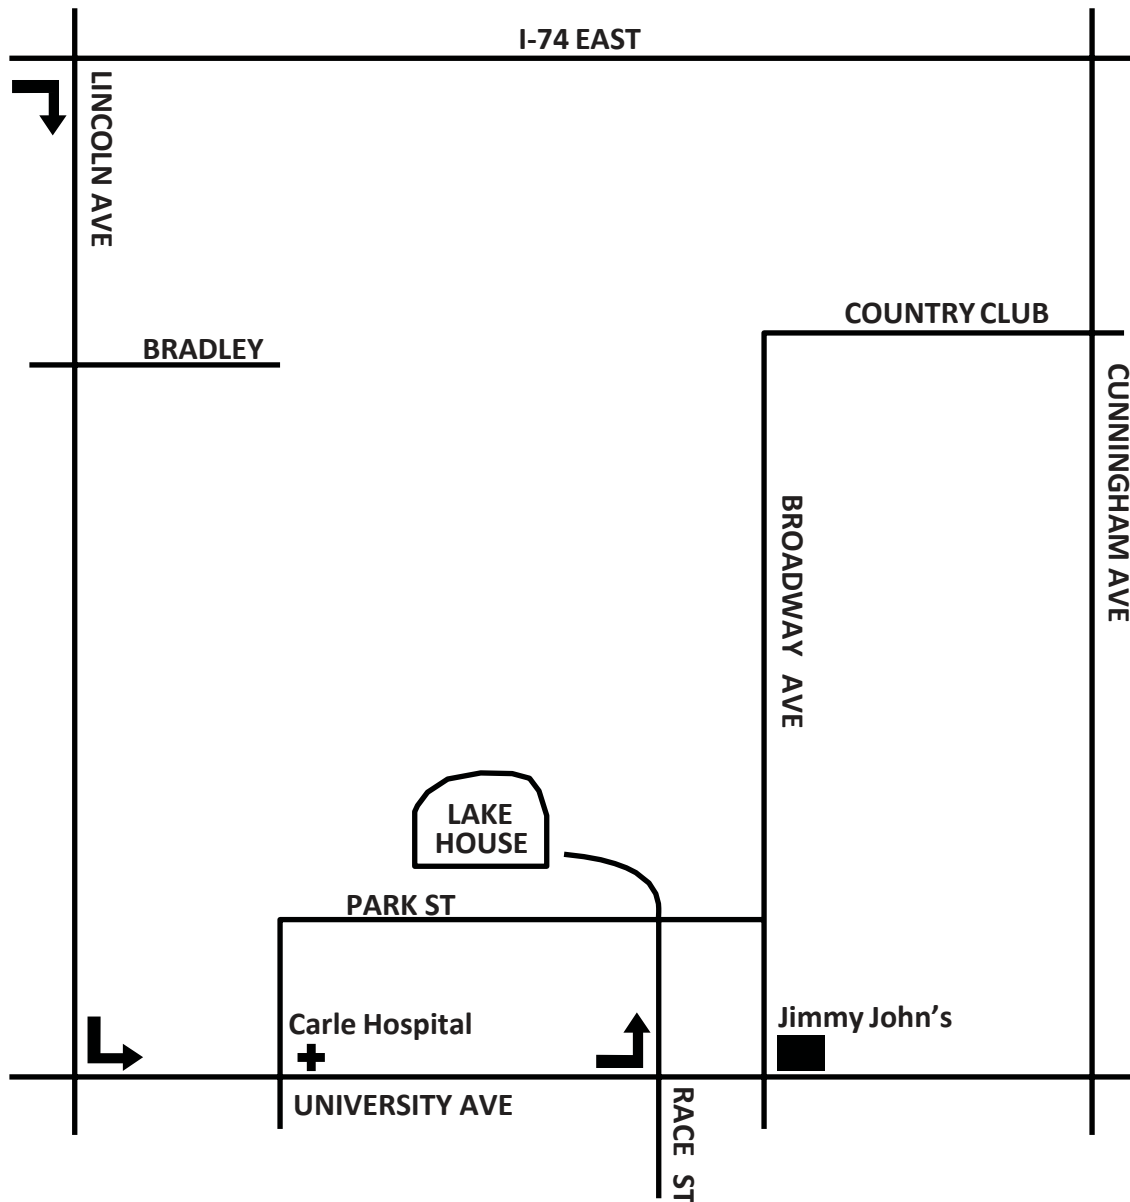 I-74 EAST
LINCOLN AVE
COUNTRY CLUB
BRADLEY
CUNNINGHAM AVE
BROADWAY AVE
LAKE
HOUSE
PARK ST
Carle Hospital
Jimmy John’s
UNIVERSITY AVE
RACE ST